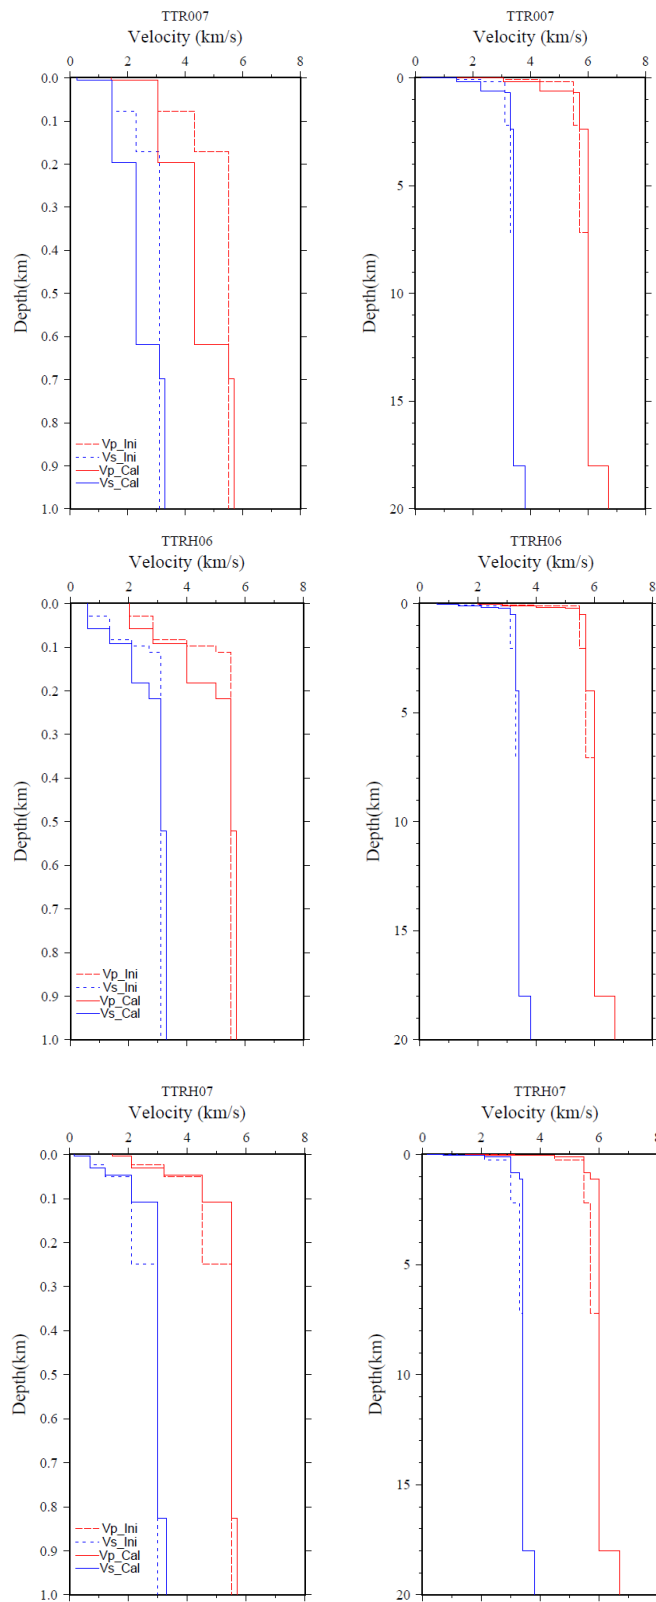 TTR007
Velocity (km/s)
0 2 4 6 8
0.0
0.1
0.2
0.3
0.4
0.5
0.6
0.7
0.8
0.9
1.0
Depth(km)
Vp_Ini
Vs_Ini
Vp_Cal
Vs_Cal
TTR007
Velocity (km/s)
0 2 4 6 8
0
5
10
15
20
Depth(km)
TTRH06
Velocity (km/s)
0 2 4 6 8
0.0
0.1
0.2
0.3
0.4
0.5
0.6
0.7
0.8
0.9
1.0
Depth(km)
Vp_Ini
Vs_Ini
Vp_Cal
Vs_Cal
TTRH06
Velocity (km/s)
0 2 4 6 8
0
5
10
15
20
Depth(km)
TTRH07
Velocity (km/s)
0 2 4 6 8
0.0
0.1
0.2
0.3
0.4
0.5
0.6
0.7
0.8
0.9
1.0
Depth(km)
Vp_Ini
Vs_Ini
Vp_Cal
Vs_Cal
TTRH07
Velocity (km/s)
0 2 4 6 8
0
5
10
15
20
Depth(km)